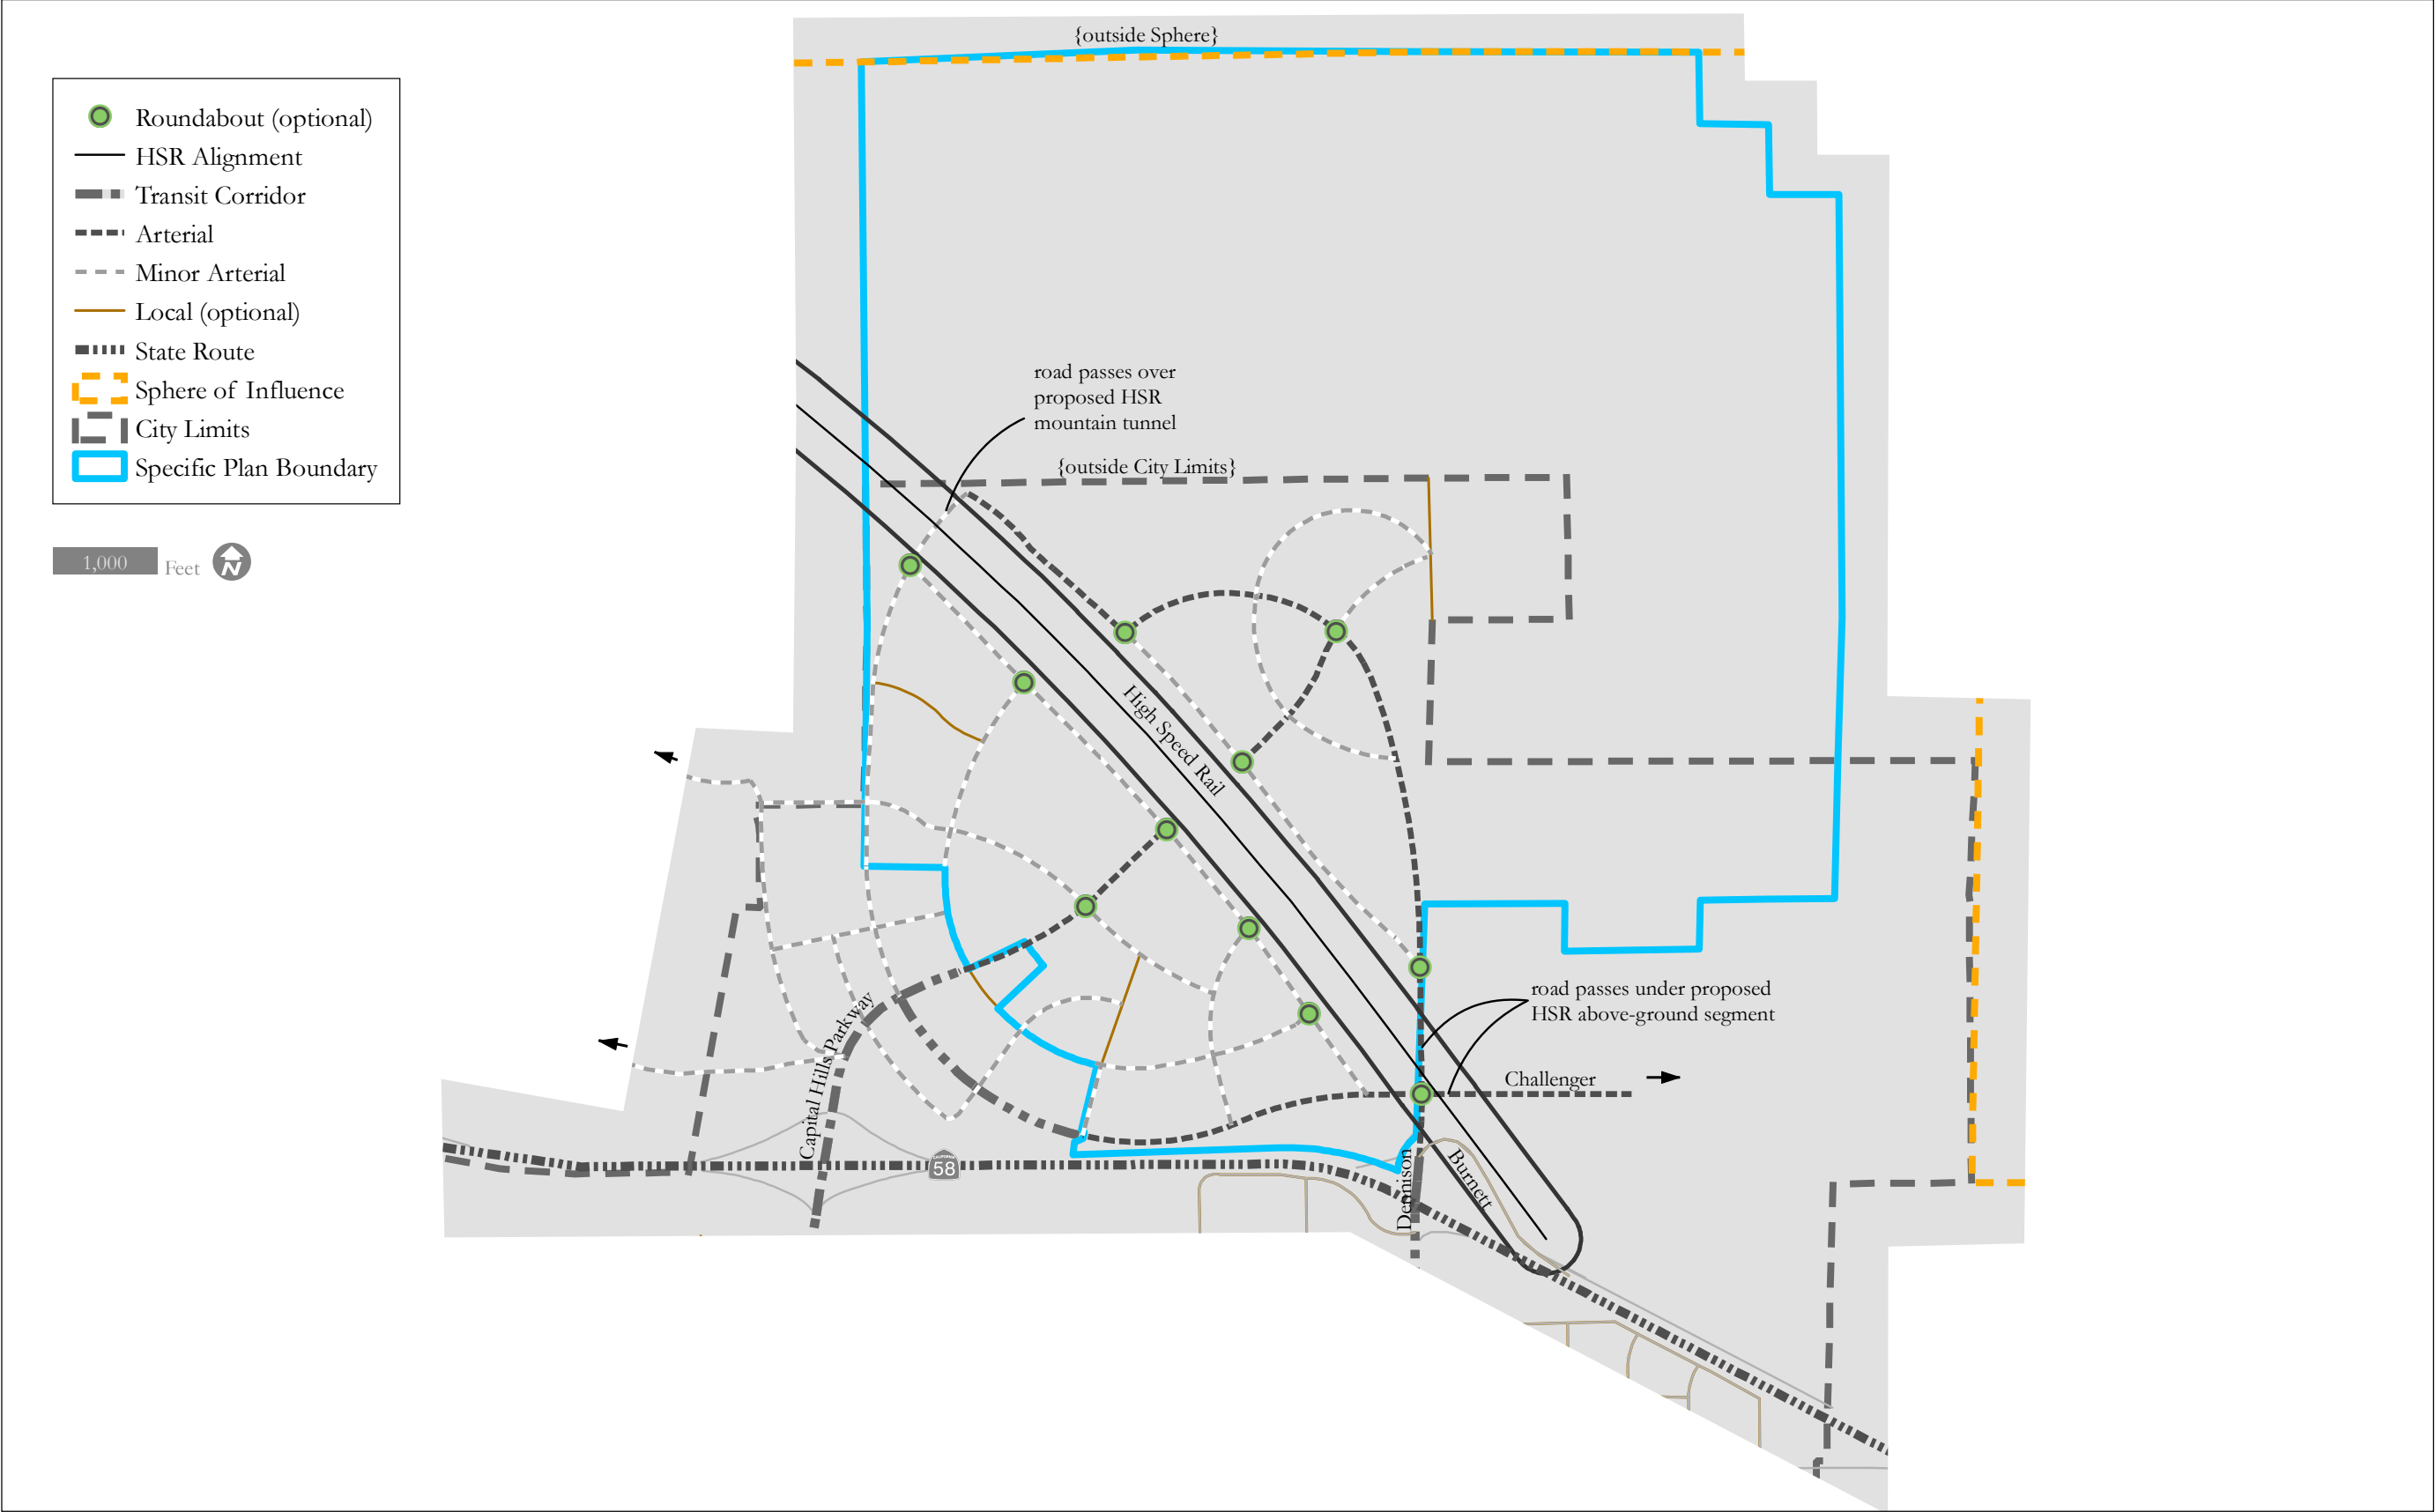 {outside Sphere}
Roundabout (optional)
HSR Alignment
Transit Corridor
Arterial
Minor Arterial
Local (optional)
State Route
Sphere of Influence
City Limits
Specific Plan Boundary
1,000
Feet
N
road passes over
proposed HSR
mountain tunnel
{outside City Limits}
High Speed Rail
road passes under proposed
HSR above-ground segment
Challenger
Capital Hills Parkway
CALIFORNIA
58
Dennison
Burnett